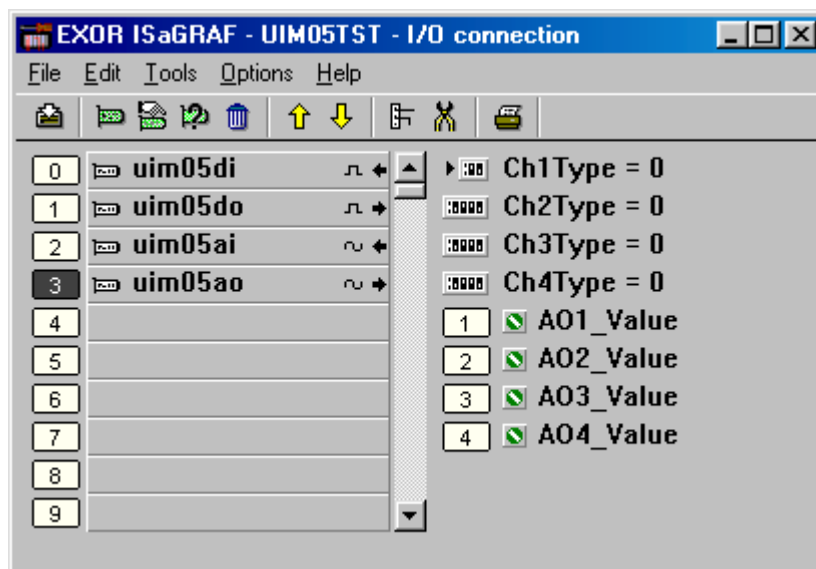 EXOR ISaGRAF - UIM05TST - I/O connection
File Edit Tools Options Help
0 uim05di
1 uim05do
2 uim05ai
3 uim05ao
4
5
6
7
8
9
Ch1Type = 0
Ch2Type = 0
Ch3Type = 0
Ch4Type = 0
1 AO1_Value
2 AO2_Value
3 AO3_Value
4 AO4_Value